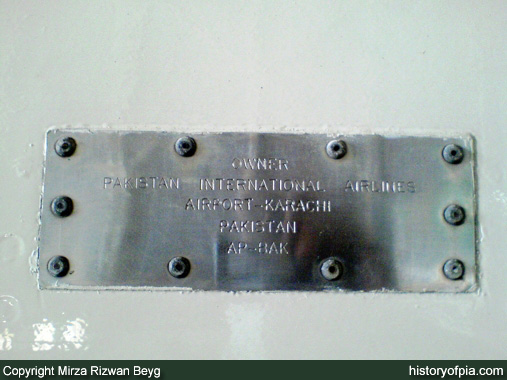 OWNER
PAKISTAN INTERNATIONAL AIRLINES
AIRPORT-KARACHI
PAKISTAN
AP-BAK
Copyright Mirza Rizwan Beyg
historyofpia.com